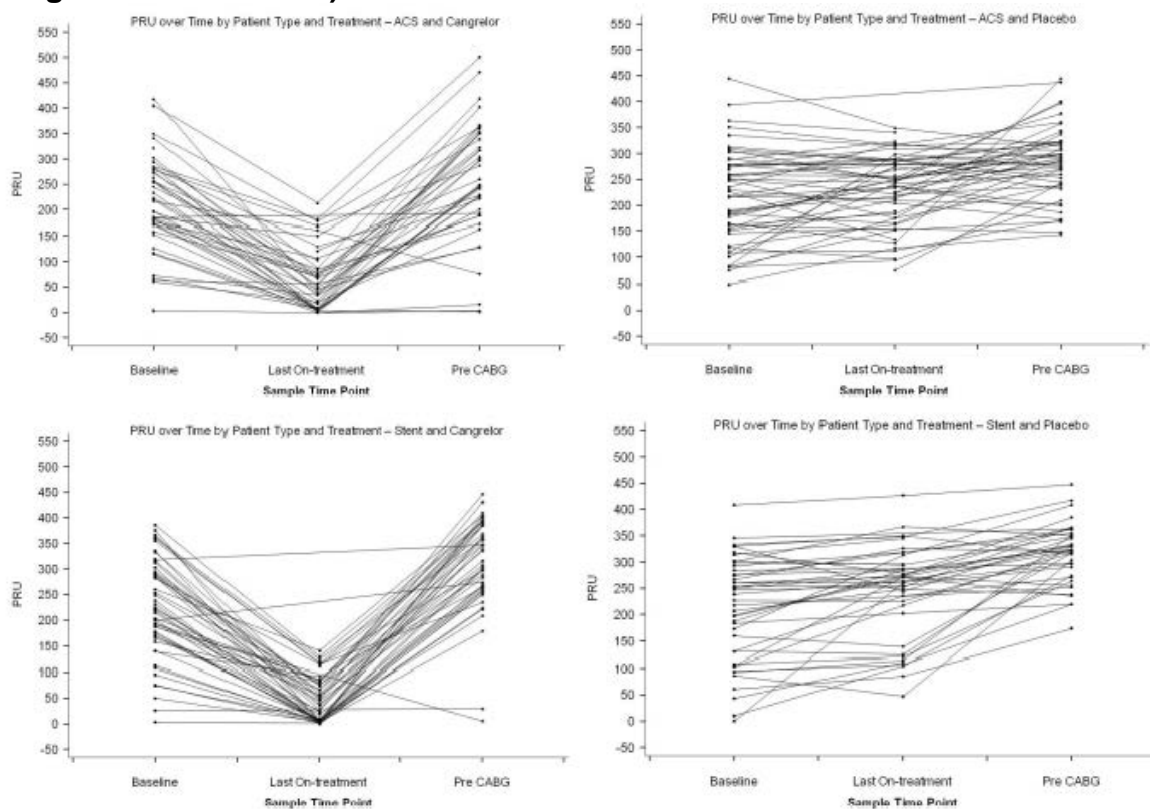 PRU over Time by Patient Type and Treatment – ACS and Cangrelor
550
500
450
400
350
300
250
200
150
100
50
0
-50
PRU
Baseline
Last On-treatment
Pre CABG
Sample Time Point
PRU over Time by Patient Type and Treatment – ACS and Placebo
550
500
450
400
350
300
250
200
150
100
50
0
-50
PRU
Baseline
Last On-treatment
Pre CABG
Sample Time Point
PRU over Time by Patient Type and Treatment – Stent and Cangrelor
550
500
450
400
350
300
250
200
150
100
50
0
-50
PRU
Baseline
Last On-treatment
Pre CABG
Sample Time Point
PRU over Time by Patient Type and Treatment – Stent and Placebo
550
500
450
400
350
300
250
200
150
100
50
0
-50
PRU
Baseline
Last On-treatment
Pre CABG
Sample Time Point